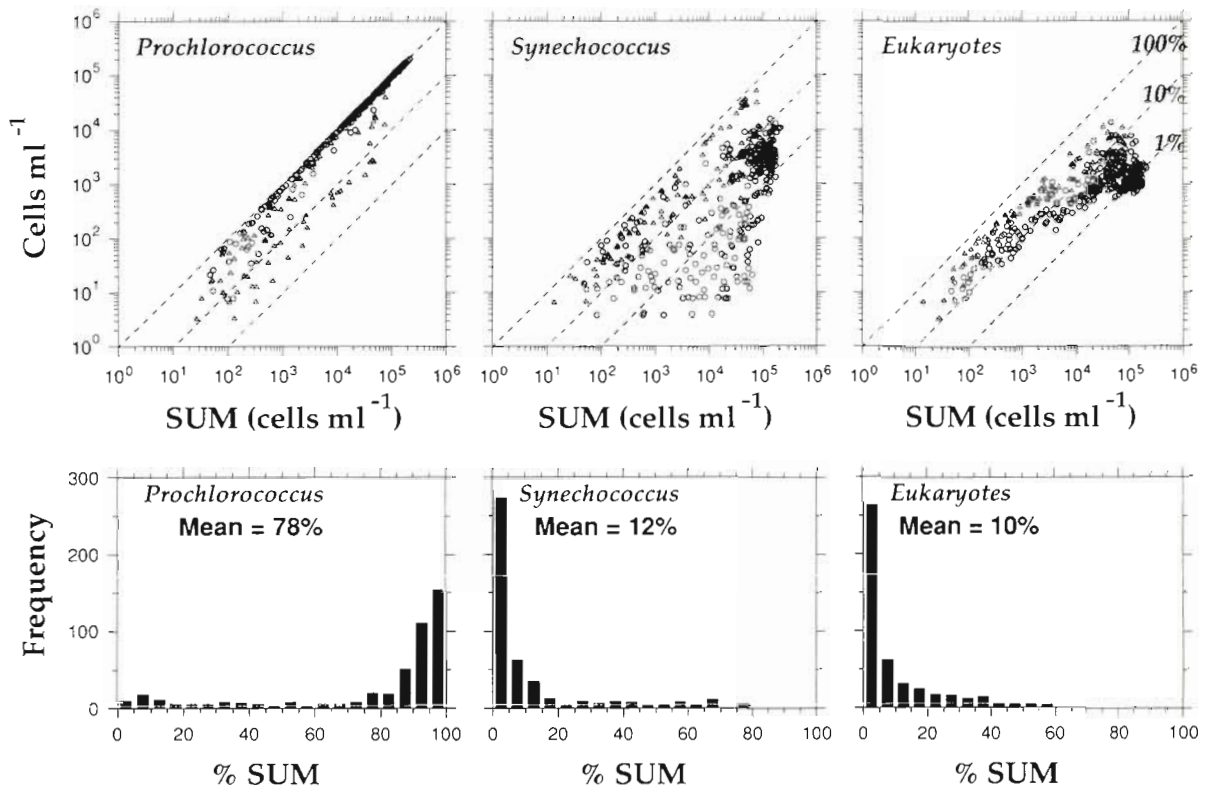 Prochlorococcus
Synechococcus
Eukaryotes
100%
10%
1%
Cells ml⁻¹
10⁶
10⁵
10⁴
10³
10²
10¹
10⁰
10⁰ 10¹ 10² 10³ 10⁴ 10⁵ 10⁶
10⁰ 10¹ 10² 10³ 10⁴ 10⁵ 10⁶
10⁰ 10¹ 10² 10³ 10⁴ 10⁵ 10⁶
SUM (cells ml⁻¹)
SUM (cells ml⁻¹)
SUM (cells ml⁻¹)
Prochlorococcus
Mean = 78%
Synechococcus
Mean = 12%
Eukaryotes
Mean = 10%
Frequency
300
200
100
0
0 20 40 60 80 100
0 20 40 60 80 100
0 20 40 60 80 100
% SUM
% SUM
% SUM